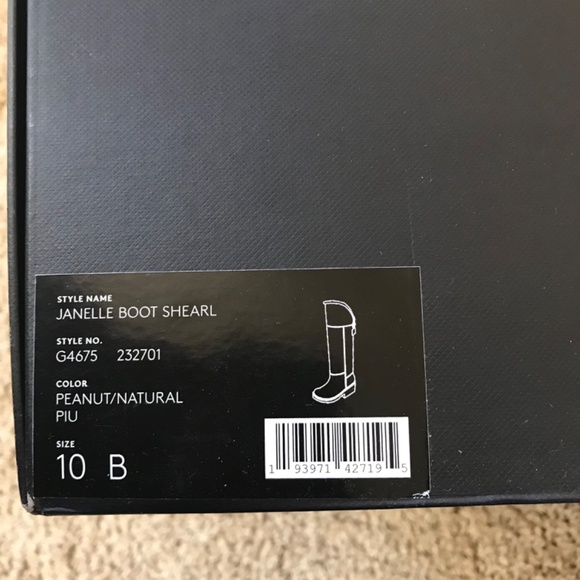 STYLE NAME
JANELLE BOOT SHEARL
STYLE NO.
G4675 232701
COLOR
PEANUT/NATURAL
PIU
SIZE
10 B
1 93971 42719 5